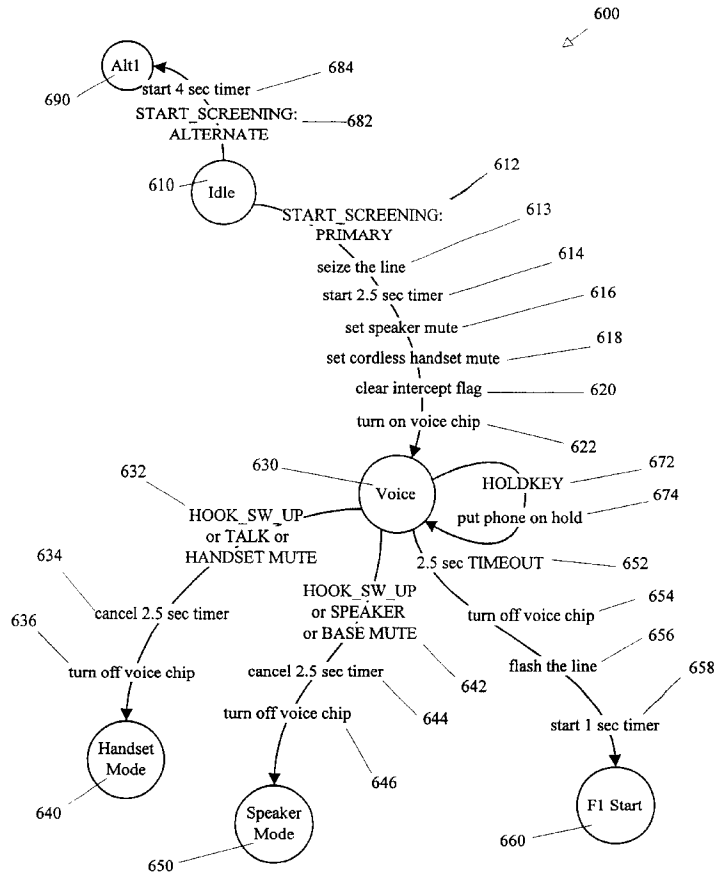 600
Alt1
690
start 4 sec timer
684
START_SCREENING:
ALTERNATE
682
610
Idle
612
START_SCREENING:
PRIMARY
613
seize the line
614
start 2.5 sec timer
616
set speaker mute
618
set cordless handset mute
clear intercept flag
620
turn on voice chip
622
632
630
Voice
672
HOLDKEY
674
put phone on hold
HOOK_SW_UP
or TALK or
HANDSET MUTE
634
2.5 sec TIMEOUT
652
HOOK_SW_UP
or SPEAKER
or BASE MUTE
642
654
turn off voice chip
636
cancel 2.5 sec timer
656
flash the line
658
turn off voice chip
cancel 2.5 sec timer
644
turn off voice chip
646
start 1 sec timer
Handset
Mode
640
Speaker
Mode
650
F1 Start
660